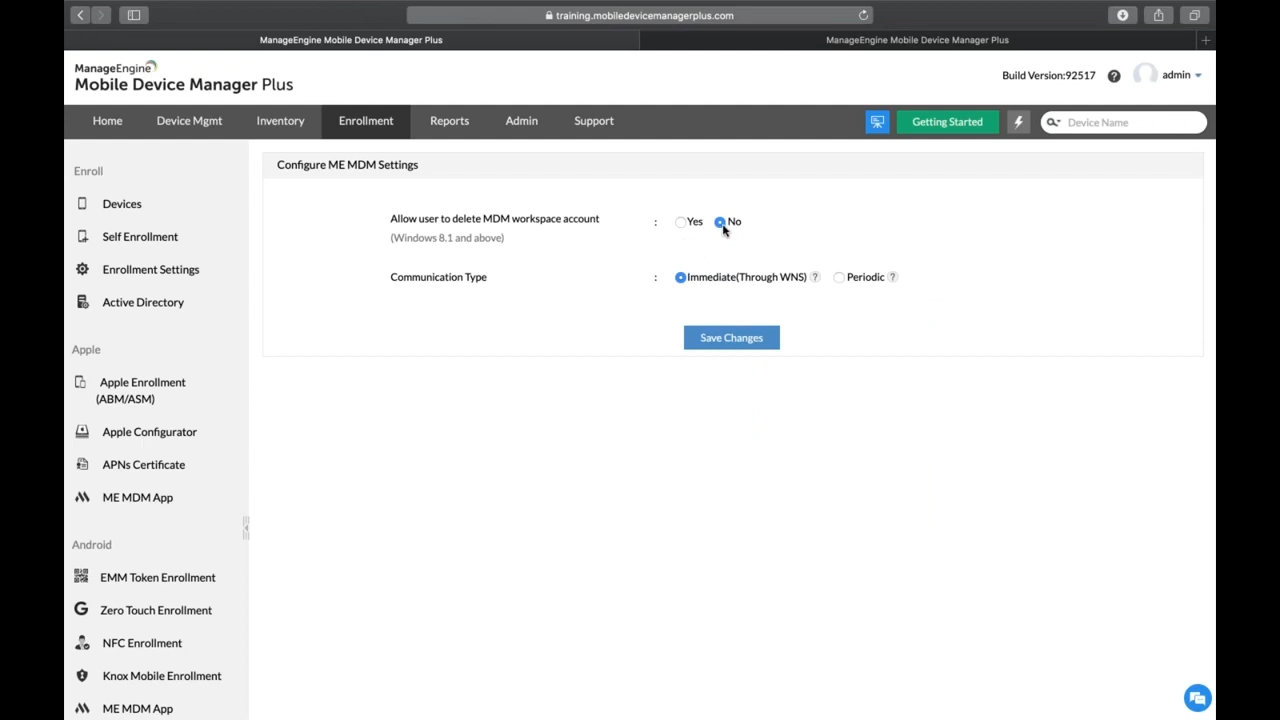 training.mobiledevicemanagerplus.com
ManageEngine Mobile Device Manager Plus
ManageEngine Mobile Device Manager Plus
ManageEngine
Mobile Device Manager Plus
Build Version:92517
admin
Home
Device Mgmt
Inventory
Enrollment
Reports
Admin
Support
Getting Started
Device Name
Enroll
Devices
Self Enrollment
Enrollment Settings
Active Directory
Apple
Apple Enrollment
(ABM/ASM)
Apple Configurator
APNs Certificate
ME MDM App
Android
EMM Token Enrollment
Zero Touch Enrollment
NFC Enrollment
Knox Mobile Enrollment
ME MDM App
Configure ME MDM Settings
Allow user to delete MDM workspace account : Yes No
(Windows 8.1 and above)
Communication Type : Immediate(Through WNS) ? Periodic ?
Save Changes